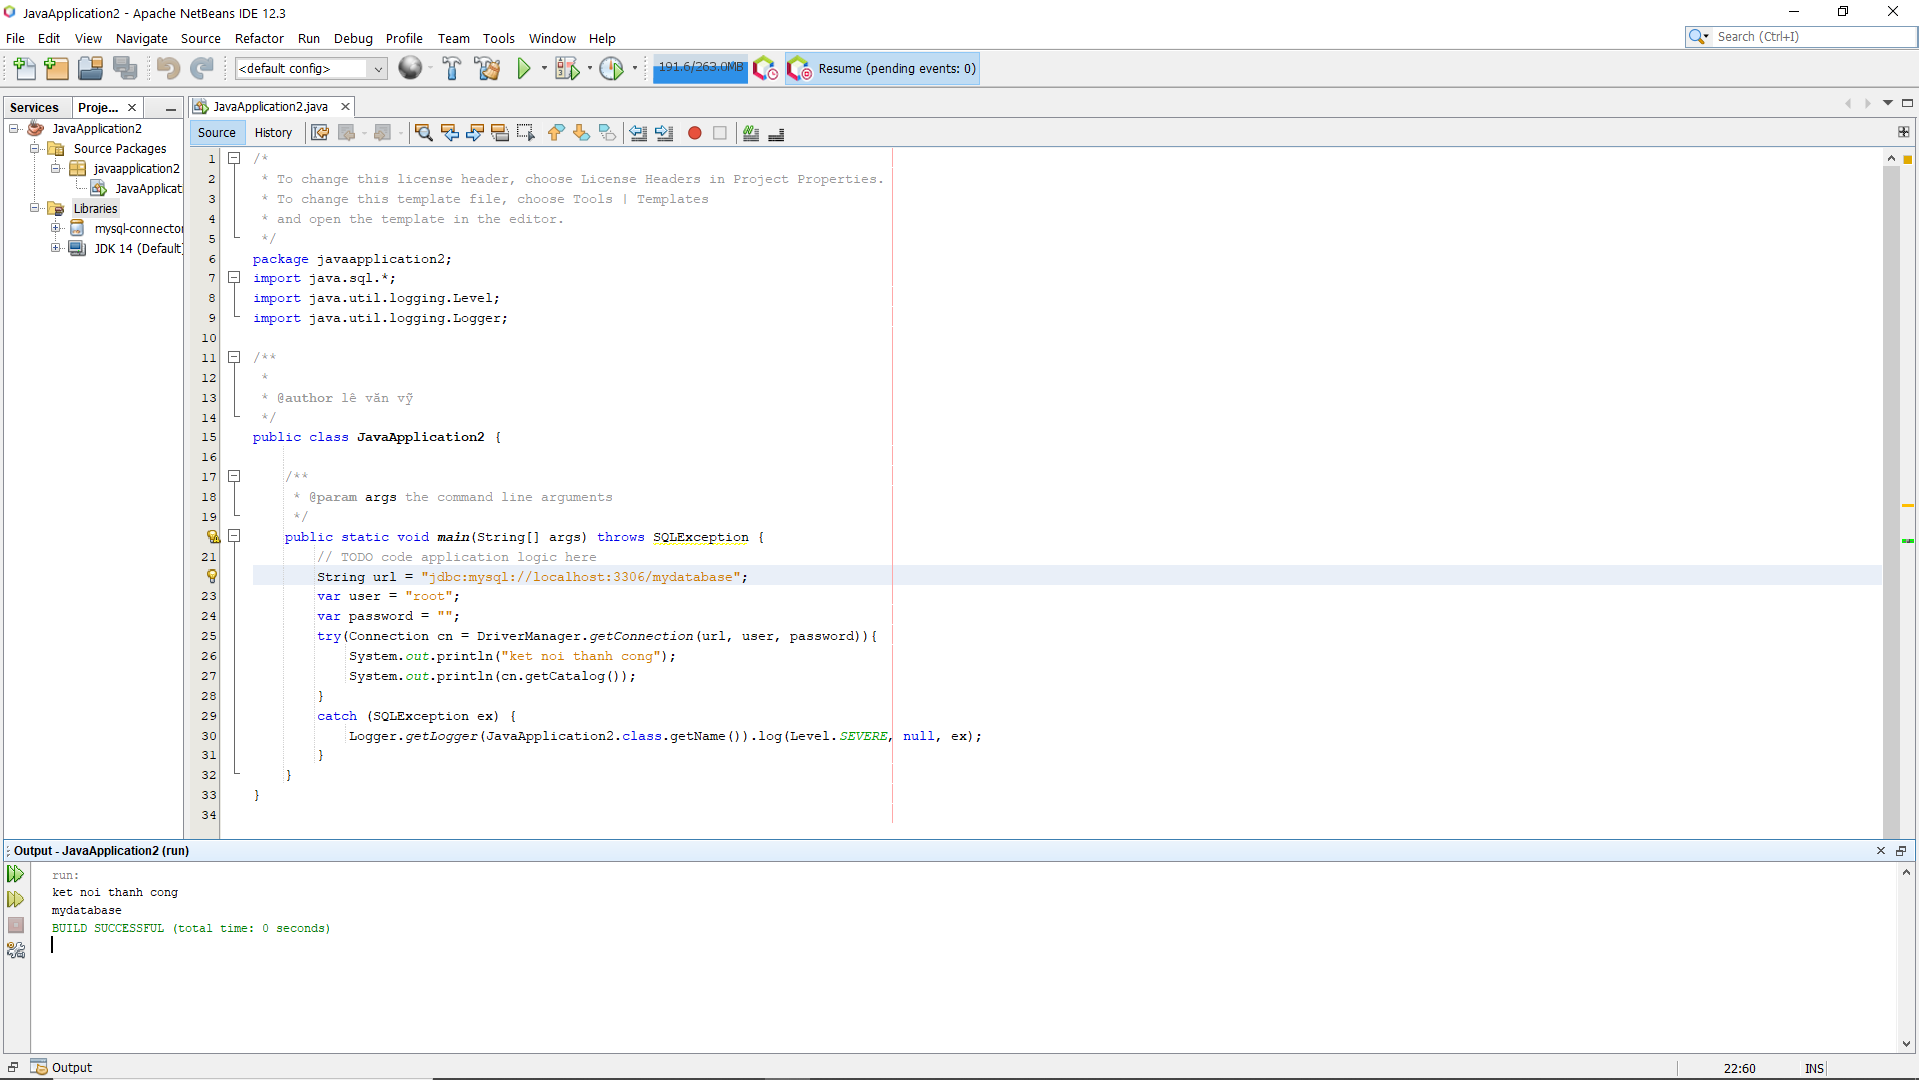 JavaApplication2 - Apache NetBeans IDE 12.3
File Edit View Navigate Source Refactor Run Debug Profile Team Tools Window Help
Search (Ctrl+I)
<default config>
191.6/263.0MB
Resume (pending events: 0)
Services
Proje...
JavaApplication2.java
JavaApplication2
Source Packages
javaapplication2
JavaApplicati
Libraries
mysql-connector
JDK 14 (Default)
Source History
1 /*
2  * To change this license header, choose License Headers in Project Properties.
3  * To change this template file, choose Tools | Templates
4  * and open the template in the editor.
5  */
6 package javaapplication2;
7 import java.sql.*;
8 import java.util.logging.Level;
9 import java.util.logging.Logger;
10
11 /**
12  *
13  * @author lê văn vỹ
14  */
15 public class JavaApplication2 {
16
17     /**
18      * @param args the command line arguments
19      */
public static void main(String[] args) throws SQLException {
21         // TODO code application logic here
String url = "jdbc:mysql://localhost:3306/mydatabase";
23         var user = "root";
24         var password = "";
25         try(Connection cn = DriverManager.getConnection(url, user, password)){
26             System.out.println("ket noi thanh cong");
27             System.out.println(cn.getCatalog());
28         }
29         catch (SQLException ex) {
30             Logger.getLogger(JavaApplication2.class.getName()).log(Level.SEVERE, null, ex);
31         }
32     }
33 }
34
Output - JavaApplication2 (run)
run:
ket noi thanh cong
mydatabase
BUILD SUCCESSFUL (total time: 0 seconds)
Output
22:60
INS